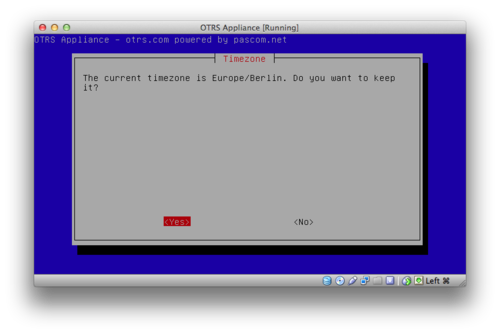 OTRS Appliance [Running]
OTRS Appliance - otrs.com powered by pascom.net
Timezone
The current timezone is Europe/Berlin. Do you want to keep
it?
<Yes> <No>
Left ⌘